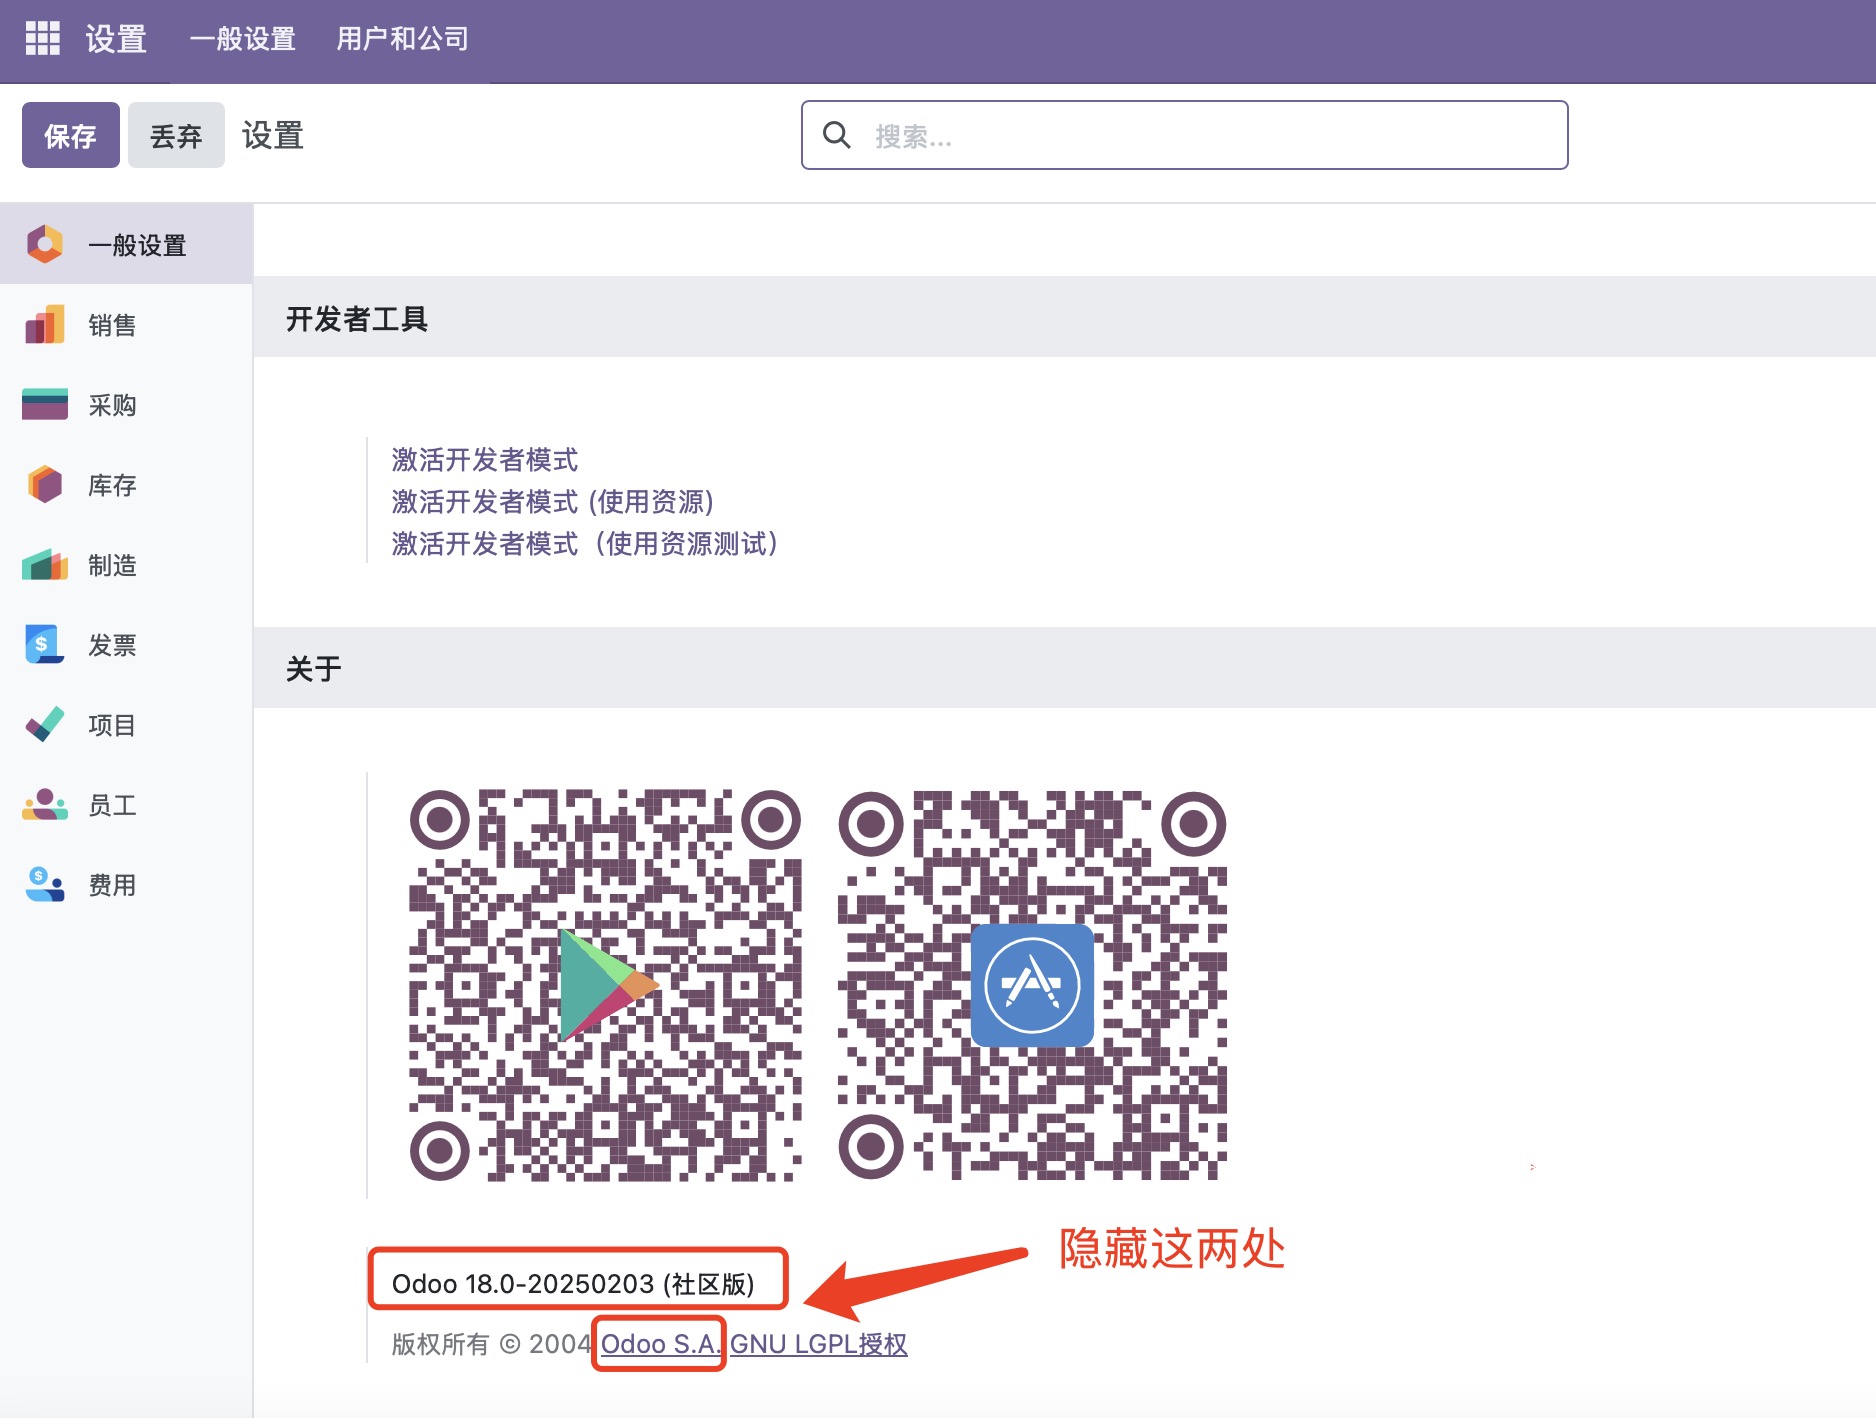 设置 一般设置 用户和公司
保存 丢弃 设置 搜索...
一般设置
销售
采购
库存
制造
发票
项目
员工
费用
开发者工具
激活开发者模式
激活开发者模式 (使用资源)
激活开发者模式（使用资源测试）
关于
隐藏这两处
Odoo 18.0-20250203 (社区版)
版权所有 © 2004 Odoo S.A. GNU LGPL授权